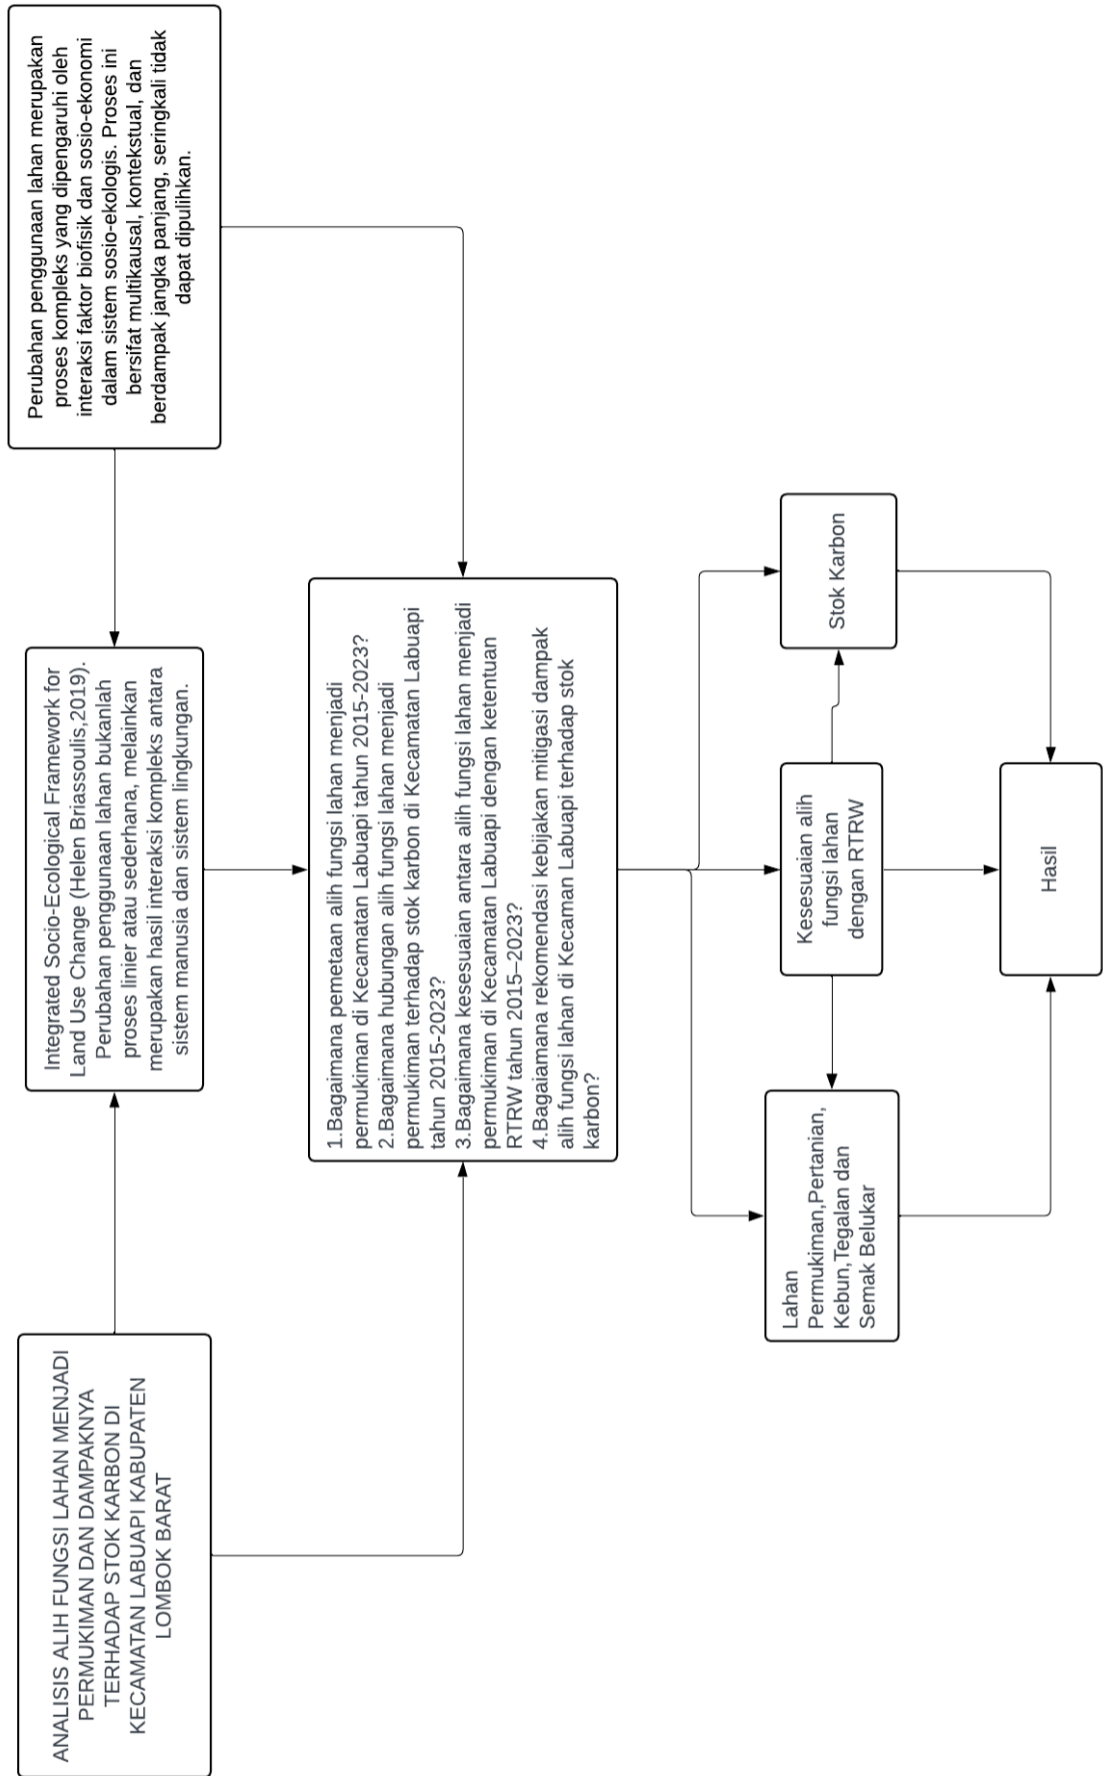 ANALISIS ALIH FUNGSI LAHAN MENJADI
PERMUKIMAN DAN DAMPAKNYA
TERHADAP STOK KARBON DI
KECAMATAN LABUAPI KABUPATEN
LOMBOK BARAT
Integrated Socio-Ecological Framework for
Land Use Change (Helen Briassoulis,2019).
Perubahan penggunaan lahan bukanlah
proses linier atau sederhana, melainkan
merupakan hasil interaksi kompleks antara
sistem manusia dan sistem lingkungan.
Perubahan penggunaan lahan merupakan
proses kompleks yang dipengaruhi oleh
interaksi faktor biofisik dan sosio-ekonomi
dalam sistem sosio-ekologis. Proses ini
bersifat multikausal, kontekstual, dan
berdampak jangka panjang, seringkali tidak
dapat dipulihkan.
1.Bagaimana pemetaan alih fungsi lahan menjadi
permukiman di Kecamatan Labuapi tahun 2015-2023?
2.Bagaimana hubungan alih fungsi lahan menjadi
permukiman terhadap stok karbon di Kecamatan Labuapi
tahun 2015-2023?
3.Bagaimana kesesuaian antara alih fungsi lahan menjadi
permukiman di Kecamatan Labuapi dengan ketentuan
RTRW tahun 2015–2023?
4.Bagaiamana rekomendasi kebijakan mitigasi dampak
alih fungsi lahan di Kecaman Labuapi terhadap stok
karbon?
Lahan
Permukiman,Pertanian,
Kebun,Tegalan dan
Semak Belukar
Kesesuaian alih
fungsi lahan
dengan RTRW
Stok Karbon
Hasil